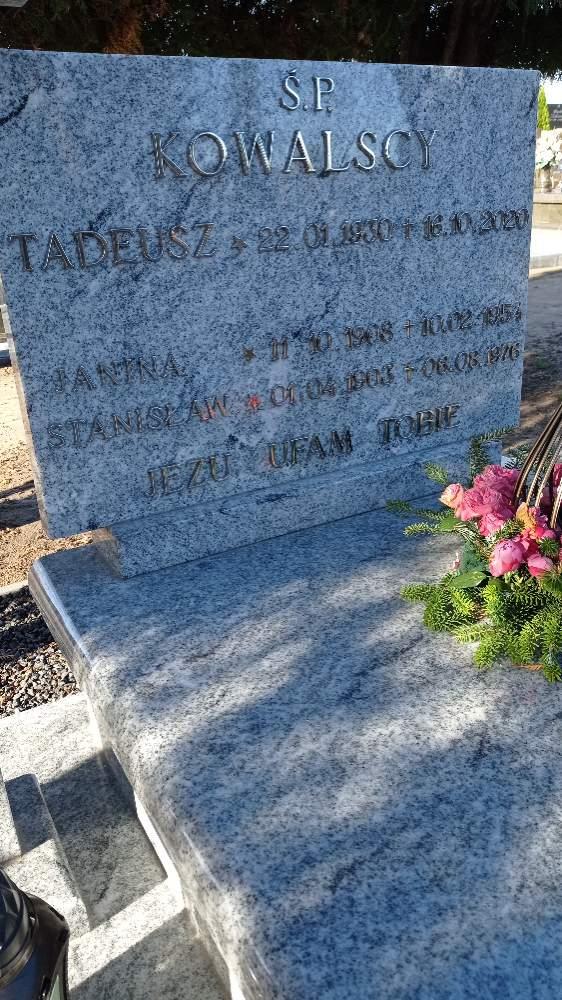 Ś.P.
KOWALSCY
TADEUSZ * 22.01.1930 + 16.10.2020
JANINA * 11.10.1908 + 10.02.1954
STANISŁAW * 01.04.1903 + 06.08.1976
JEZU UFAM TOBIE